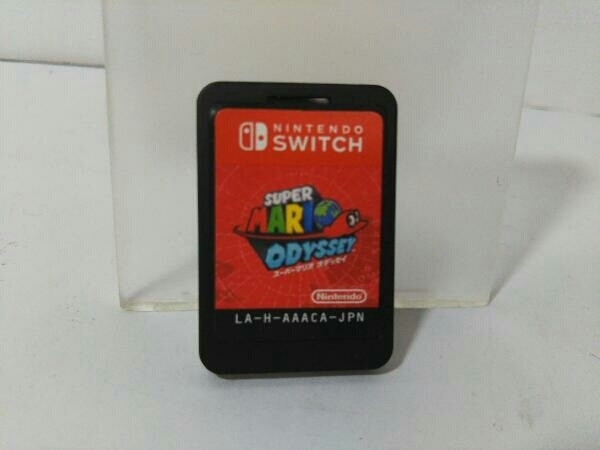 NINTENDO
SWITCH
SUPER
MARIO
ODYSSEY
スーパーマリオ オデッセイ
Nintendo
LA-H-AAACA-JPN